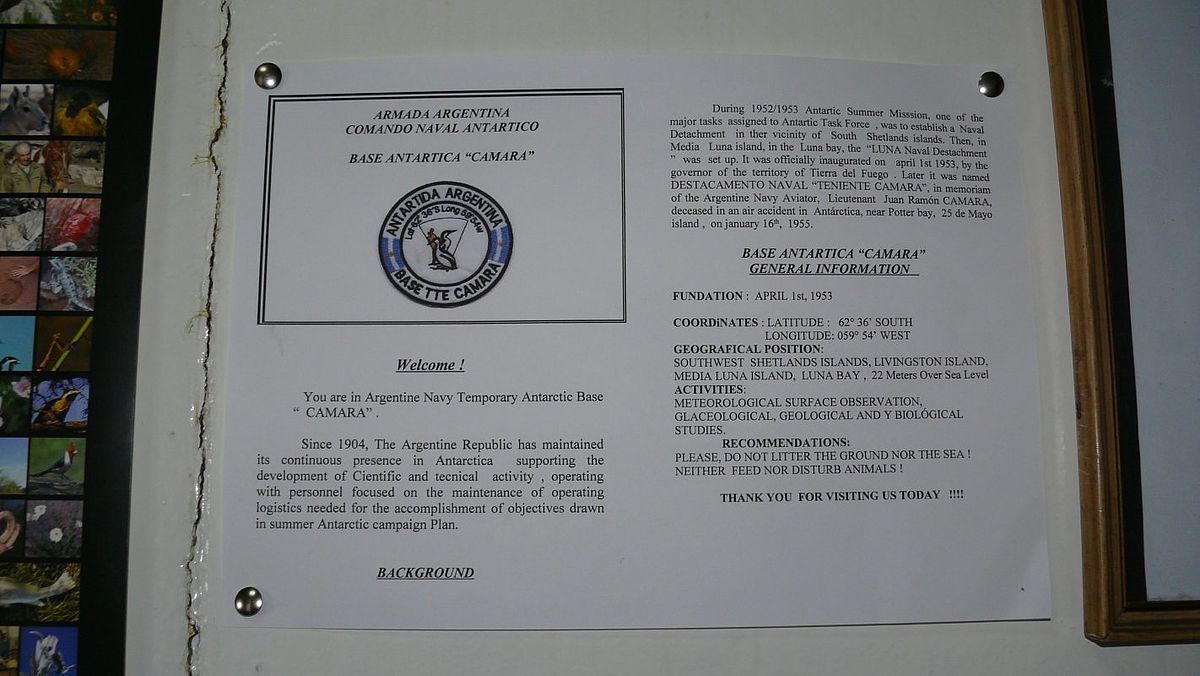 ARMADA ARGENTINA
COMANDO NAVAL ANTARTICO
BASE ANTARTICA “CAMARA”
ANTARTIDA ARGENTINA
BASE TTE CAMARA
Welcome !
You are in Argentine Navy Temporary Antarctic Base
“ CAMARA” .
Since 1904, The Argentine Republic has maintained
its continuous presence in Antarctica supporting the
development of Cientific and tecnical activity , operating
with personnel focused on the maintenance of operating
logistics needed for the accomplishment of objectives drawn
in summer Antarctic campaign Plan.
BACKGROUND
During 1952/1953 Antartic Summer Misssion, one of the
major tasks assigned to Antartic Task Force , was to establish a Naval
Detachment in ther vicinity of South Shetlands islands. Then, in
Media Luna island, in the Luna bay, the “LUNA Naval Destachment
” was set up. It was officially inaugurated on april 1st 1953, by the
governor of the territory of Tierra del Fuego . Later it was named
DESTACAMENTO NAVAL “TENIENTE CAMARA”, in memoriam
of the Argentine Navy Aviator, Lieutenant Juan Ramón CAMARA,
deceased in an air accident in Antárctica, near Potter bay, 25 de Mayo
island , on january 16th, 1955.
BASE ANTARTICA “CAMARA”
GENERAL INFORMATION
FUNDATION : APRIL 1st, 1953
COORDiNATES : LATITUDE : 62° 36’ SOUTH
LONGITUDE: 059° 54’ WEST
GEOGRAFICAL POSITION:
SOUTHWEST SHETLANDS ISLANDS, LIVINGSTON ISLAND.
MEDIA LUNA ISLAND, LUNA BAY , 22 Meters Over Sea Level
ACTIVITIES:
METEOROLOGICAL SURFACE OBSERVATION,
GLACEOLOGICAL, GEOLOGICAL AND Y BIOLÓGICAL
STUDIES.
RECOMMENDATIONS:
PLEASE, DO NOT LITTER THE GROUND NOR THE SEA !
NEITHER FEED NOR DISTURB ANIMALS !
THANK YOU FOR VISITING US TODAY !!!!